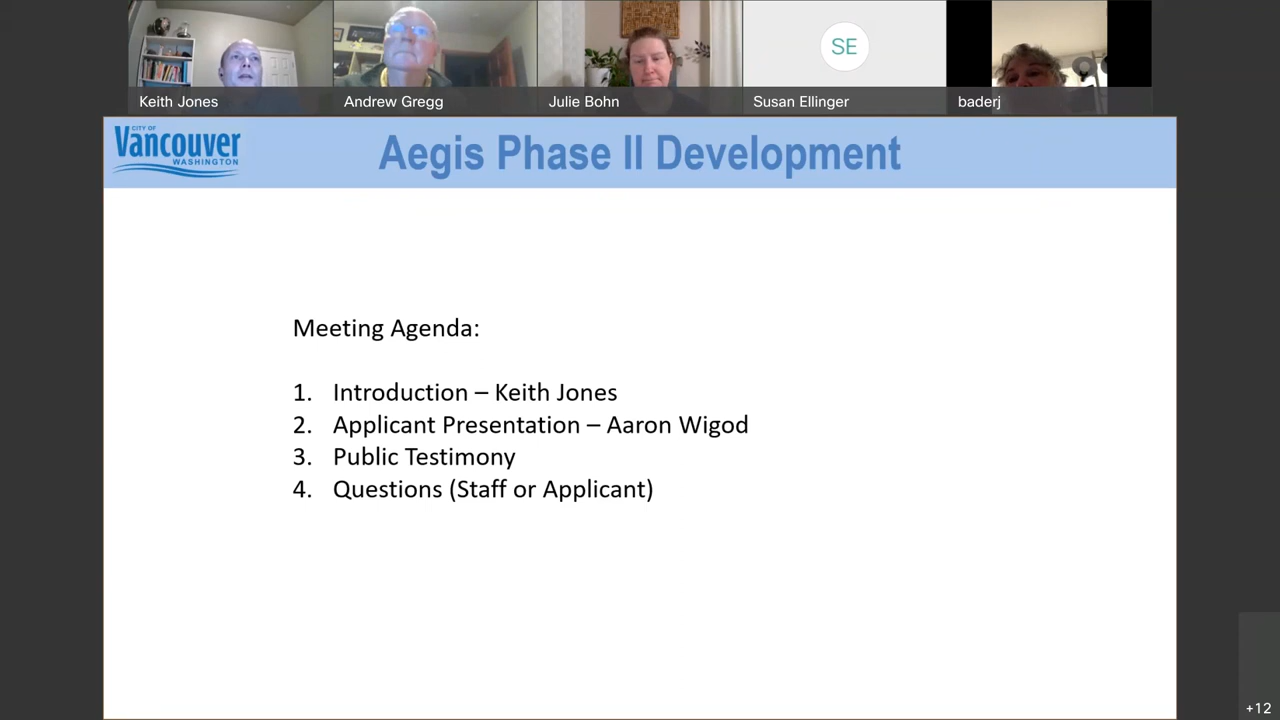 SE
Keith Jones
Andrew Gregg
Julie Bohn
Susan Ellinger
baderj
CITY OF
Vancouver
WASHINGTON
Aegis Phase II Development
Meeting Agenda:
1. Introduction – Keith Jones
2. Applicant Presentation – Aaron Wigod
3. Public Testimony
4. Questions (Staff or Applicant)
+12